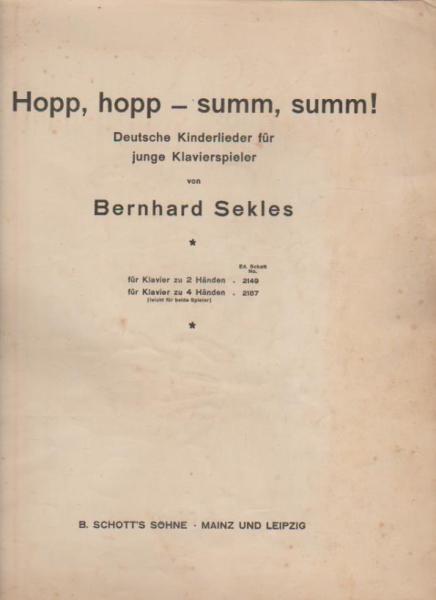 Hopp, hopp – summ, summ!
Deutsche Kinderlieder für
junge Klavierspieler
von
Bernhard Sekles
*
Ed. Schott
No.
für Klavier zu 2 Händen . 2149
für Klavier zu 4 Händen . 2187
(leicht für beide Spieler)
*
B. SCHOTT'S SÖHNE · MAINZ UND LEIPZIG